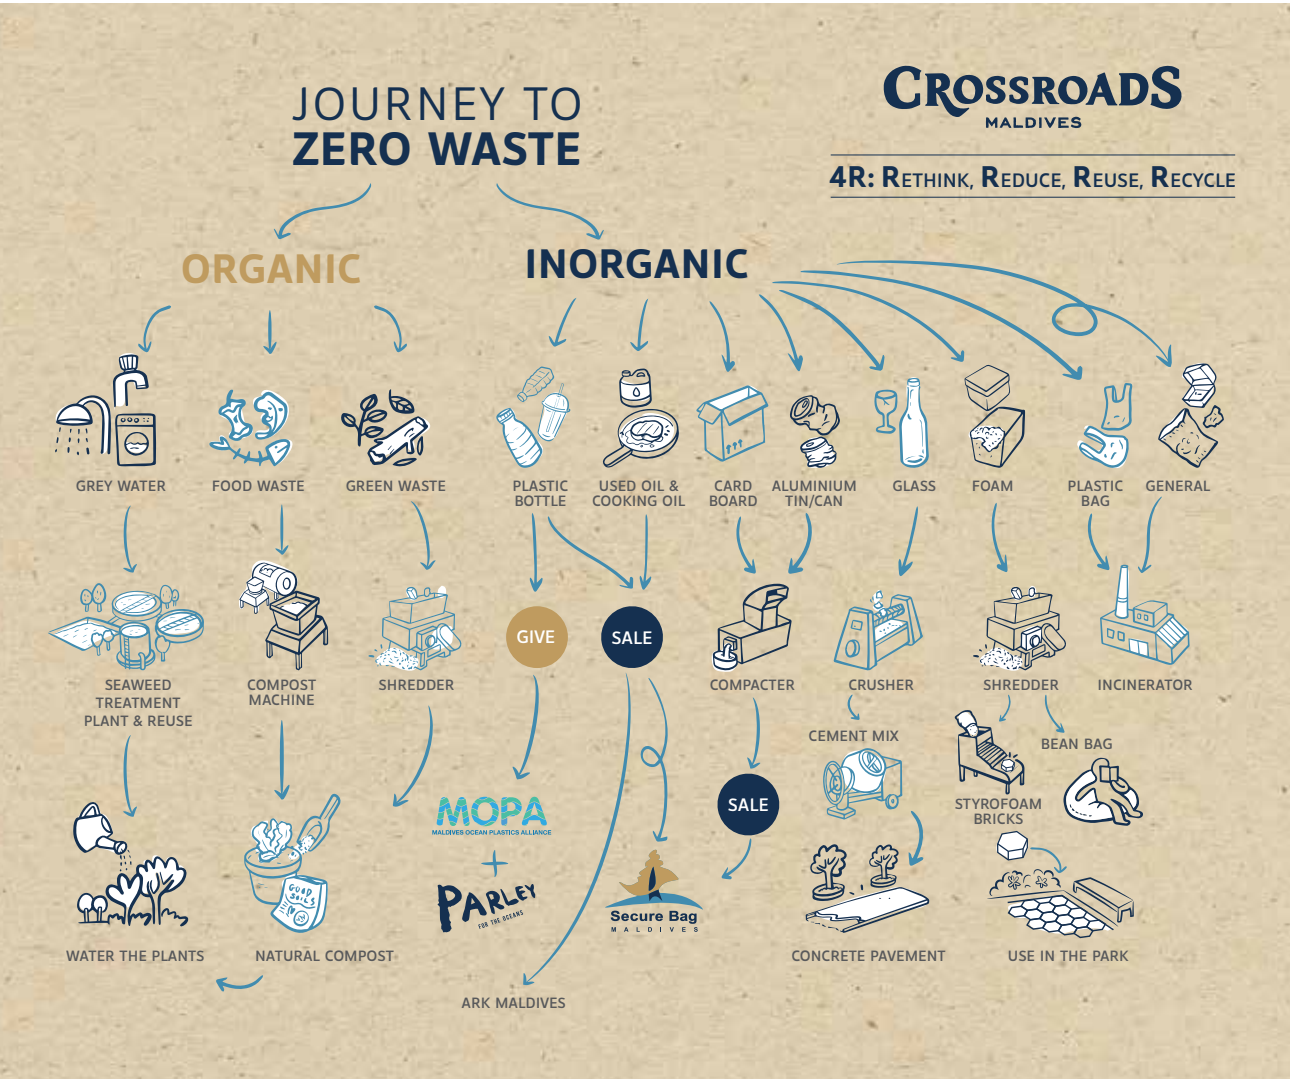 JOURNEY TO
ZERO WASTE
CROSSROADS
MALDIVES
4R: RETHINK, REDUCE, REUSE, RECYCLE
ORGANIC
INORGANIC
GREY WATER
FOOD WASTE
GREEN WASTE
PLASTIC
BOTTLE
USED OIL &
COOKING OIL
CARD
BOARD
ALUMINIUM
TIN/CAN
GLASS
FOAM
PLASTIC
BAG
GENERAL
SEAWEED
TREATMENT
PLANT & REUSE
COMPOST
MACHINE
SHREDDER
GIVE
SALE
COMPACTER
CRUSHER
SHREDDER
INCINERATOR
CEMENT MIX
BEAN BAG
STYROFOAM
BRICKS
SALE
MOPA
MALDIVES OCEAN PLASTICS ALLIANCE
+
PARLEY
FOR THE OCEANS
Secure Bag
MALDIVES
GOOD
SOILS
WATER THE PLANTS
NATURAL COMPOST
CONCRETE PAVEMENT
USE IN THE PARK
ARK MALDIVES